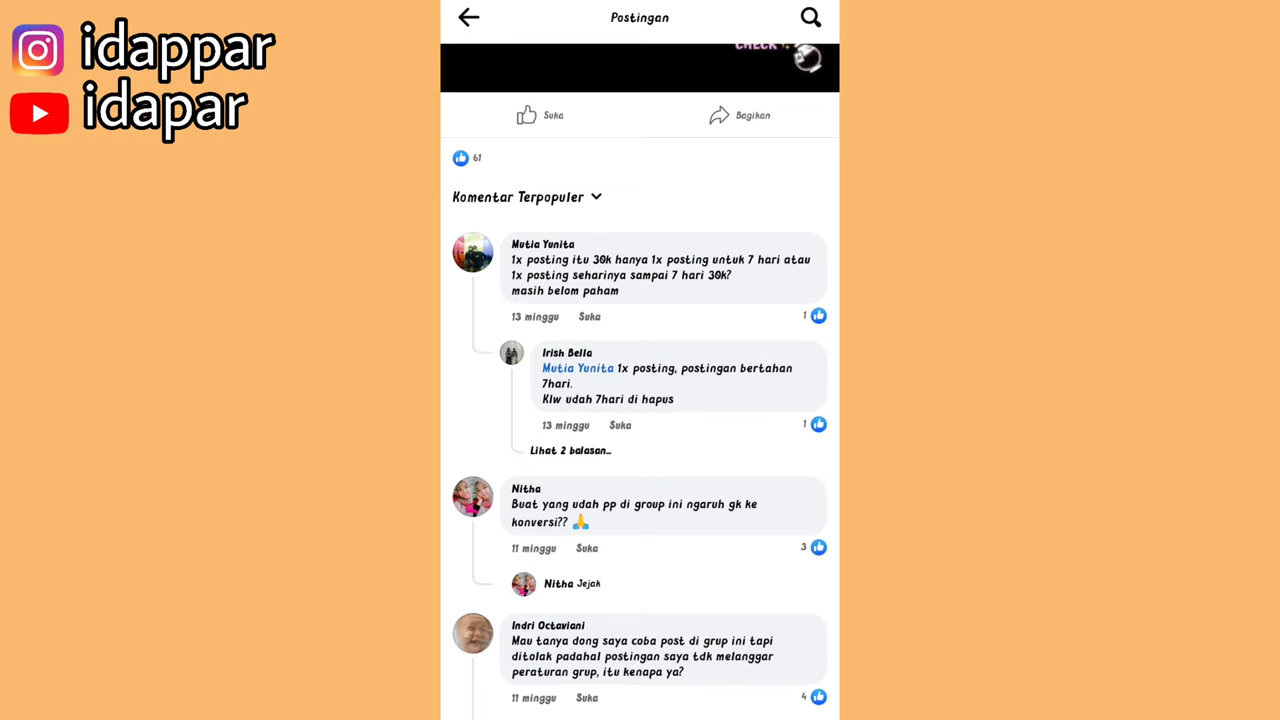 idappar
idapar
Postingan
CHECK
Suka
Bagikan
61
Komentar Terpopuler
Mutia Yunita
1x posting itu 30k hanya 1x posting untuk 7 hari atau
1x posting seharinya sampai 7 hari 30k?
masih belom paham
13 minggu Suka 1
Irish Bella
Mutia Yunita 1x posting, postingan bertahan
7hari.
Klw udah 7hari di hapus
13 minggu Suka 1
Lihat 2 balasan...
Nitha
Buat yang udah pp di group ini ngaruh gk ke
konversi?? 🙏
11 minggu Suka 3
Nitha Jejak
Indri Octaviani
Mau tanya dong saya coba post di grup ini tapi
ditolak padahal postingan saya tdk melanggar
peraturan grup, itu kenapa ya?
11 minggu Suka 4